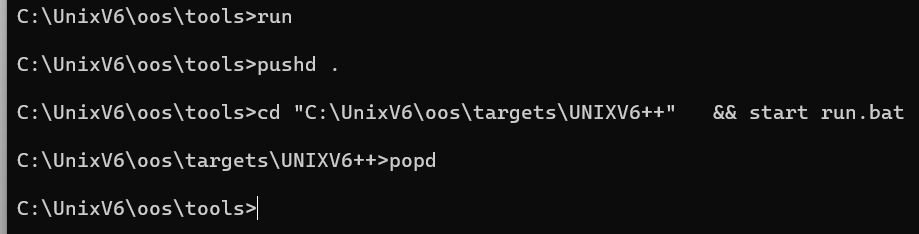 C:\UnixV6\oos\tools>run
C:\UnixV6\oos\tools>pushd .
C:\UnixV6\oos\tools>cd "C:\UnixV6\oos\targets\UNIXV6++"   && start run.bat
C:\UnixV6\oos\targets\UNIXV6++>popd
C:\UnixV6\oos\tools>